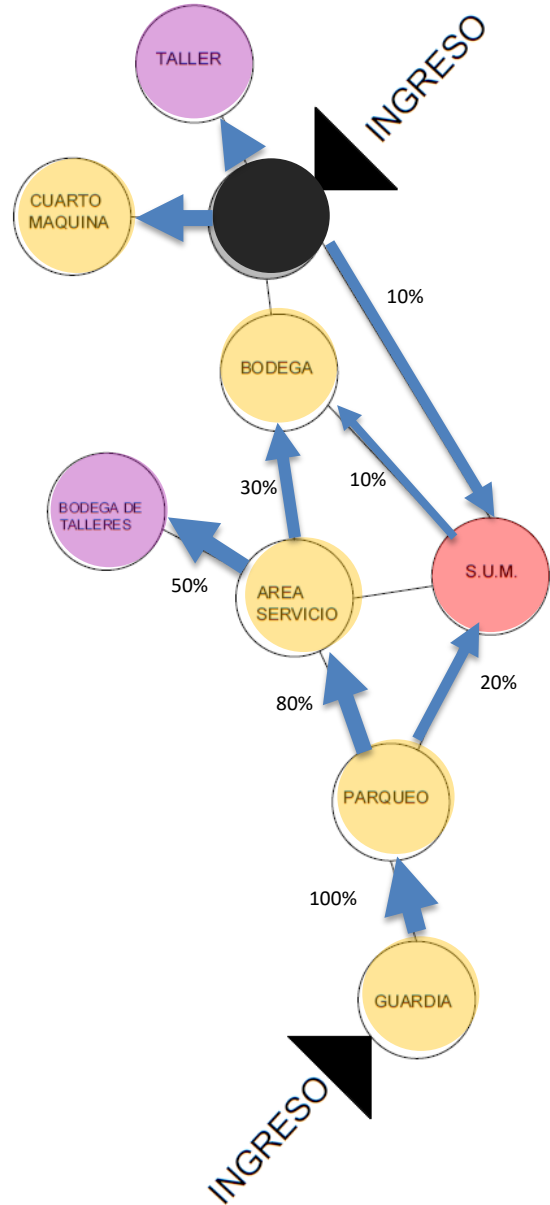 TALLER
INGRESO
CUARTO
MAQUINA
10%
BODEGA
30%
10%
BODEGA DE
TALLERES
50%
S.U.M.
AREA
SERVICIO
80%
20%
PARQUEO
100%
GUARDIA
INGRESO